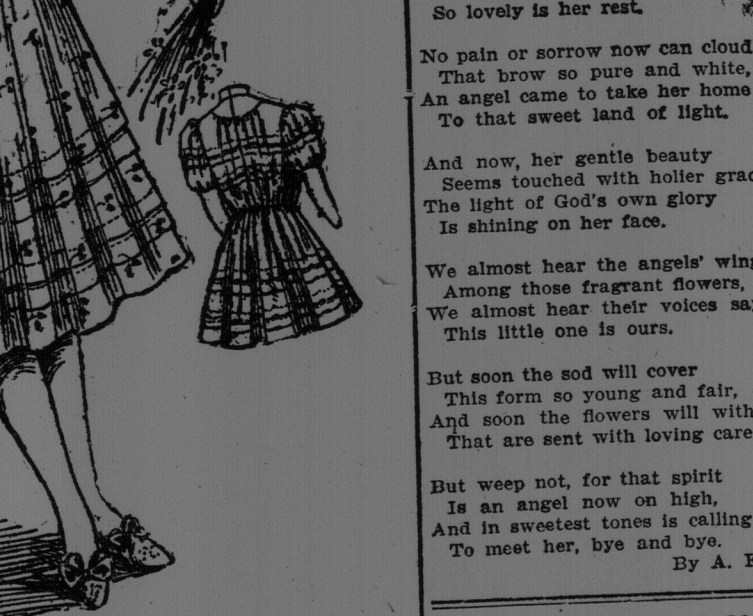 So lovely is her rest.
No pain or sorrow now can cloud
That brow so pure and white,
An angel came to take her home
To that sweet land of light.
And now, her gentle beauty
Seems touched with holier
The light of God's own glory
Is shining on her face.
We almost hear the angels'
Among those fragrant flowers,
We almost hear their voices
This little one is ours.
But soon the sod will cover
This form so young and fair,
And soon the flowers will
That are sent with loving care
But weep not, for that spirit
Is an angel now on high,
And in sweetest tones is calling
To meet her, bye and bye.
By A.